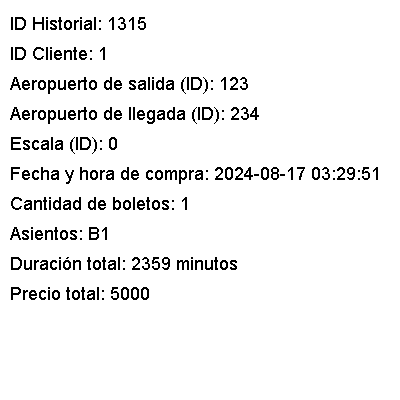 ID Historial: 1315
ID Cliente: 1
Aeropuerto de salida (ID): 123
Aeropuerto de llegada (ID): 234
Escala (ID): 0
Fecha y hora de compra: 2024-08-17 03:29:51
Cantidad de boletos: 1
Asientos: B1
Duración total: 2359 minutos
Precio total: 5000